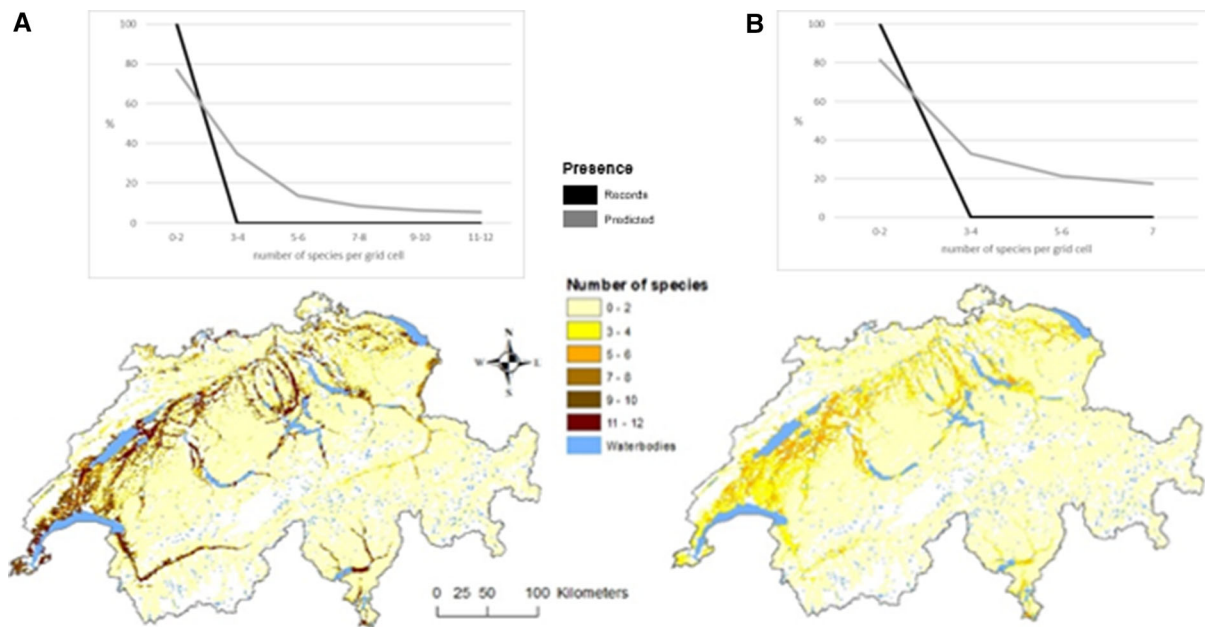 A
100
80
60
40
20
0
%
0-2 3-4 5-6 7-8 9-10 11-12
number of species per grid cell
Presence
Records
Predicted
B
100
80
60
40
20
0
%
0-2 3-4 5-6 7
number of species per grid cell
Number of species
0 - 2
3 - 4
5 - 6
7 - 8
9 - 10
11 - 12
Waterbodies
N
W E
S
0 25 50 100 Kilometers